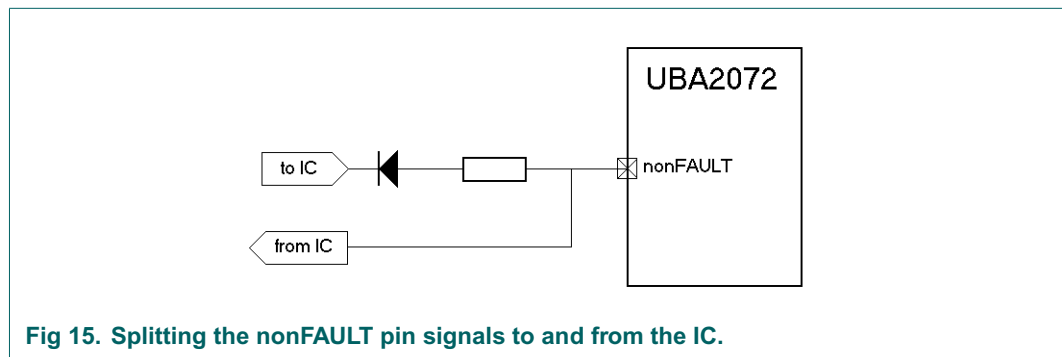 UBA2072
to IC
nonFAULT
from IC
Fig 15. Splitting the nonFAULT pin signals to and from the IC.